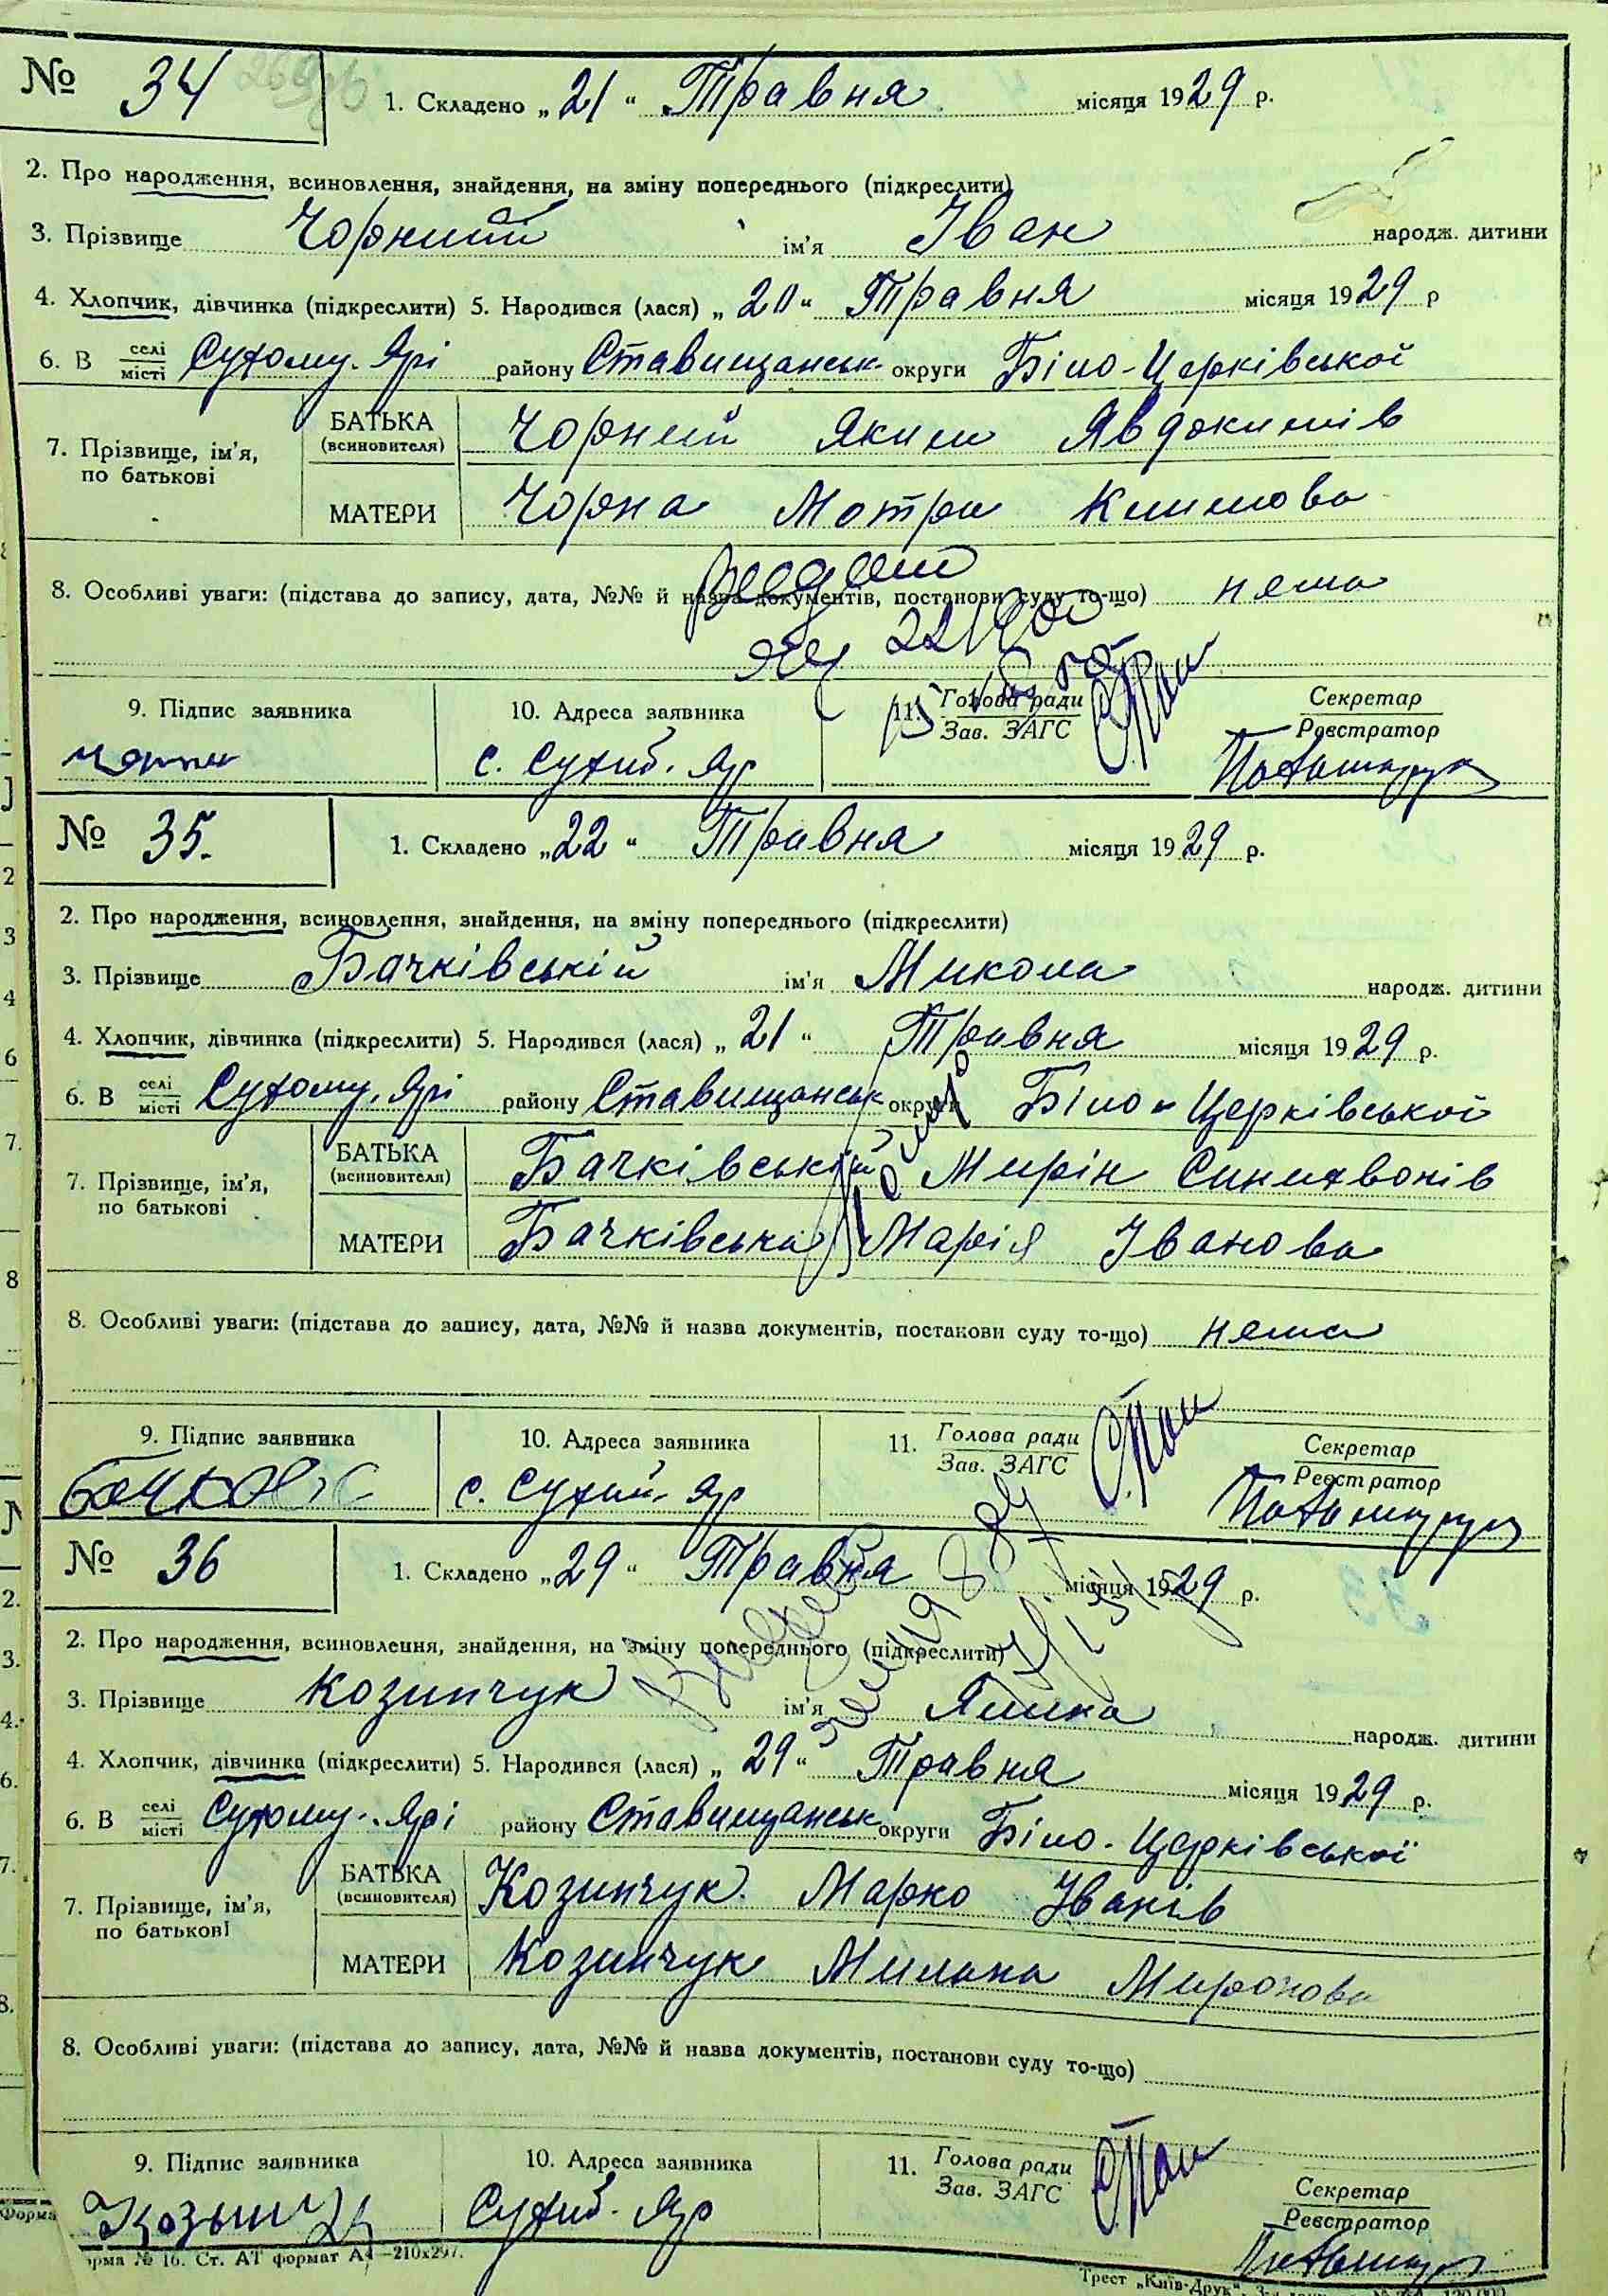 № 34
1. Складено „21“ Травня місяця 1929 р.
2. Про народження, всиновлення, знайдення, на зміну попереднього (підкреслити)
3. Прізвище Чорний ім'я Іван народж. дитини
4. Хлопчик, дівчинка (підкреслити) 5. Народився (лася) „20“ Травня місяця 1929 р
6. В селі місті Сухому-Ярі району Ставищанськ округи Біло-Церківської
7. Прізвище, ім'я, по батькові
БАТЬКА (всиновителя) Чорний Яким Явдокимів
МАТЕРИ Чорна Мотря Климова
8. Особливі уваги: (підстава до запису, дата, №№ й назва документів, постанови суду то-що) нема
9. Підпис заявника
10. Адреса заявника с. Сухий-Яр
11. Голова ради Зав. ЗАГС
Секретар Реєстратор
№ 35.
1. Складено „22“ Травня місяця 1929 р.
2. Про народження, всиновлення, знайдення, на зміну попереднього (підкреслити)
3. Прізвище Бачківській ім'я Микола народж. дитини
4. Хлопчик, дівчинка (підкреслити) 5. Народився (лася) „21“ Травня місяця 1929 р.
6. В селі місті Сухому-Ярі району Ставищанськ округи Біло-Церківської
7. Прізвище, ім'я, по батькові
БАТЬКА (всиновителя) Бачківський Мирін
МАТЕРИ Бачківська Марія Іванова
8. Особливі уваги: (підстава до запису, дата, №№ й назва документів, постанови суду то-що) нема
9. Підпис заявника
10. Адреса заявника с. Сухий-Яр
11. Голова ради Зав. ЗАГС
Секретар Реєстратор
№ 36
1. Складено „29“ Травня місяця 1929 р.
2. Про народження, всиновлення, знайдення, на зміну попереднього (підкреслити)
3. Прізвище Козинчук ім'я народж. дитини
4. Хлопчик, дівчинка (підкреслити) 5. Народився (лася) „29“ Травня місяця 1929 р.
6. В селі місті Сухому-Ярі району Ставищанськ округи Біло-Церківської
7. Прізвище, ім'я, по батькові
БАТЬКА (всиновителя) Козинчук Марко Іванів
МАТЕРИ Козинчук Миронова
8. Особливі уваги: (підстава до запису, дата, №№ й назва документів, постанови суду то-що)
9. Підпис заявника
10. Адреса заявника Сухий-Яр
11. Голова ради Зав. ЗАГС
Секретар Реєстратор
№ 16. Ст. АТ формат А4—210x297.
Трест „Київ-Друк“